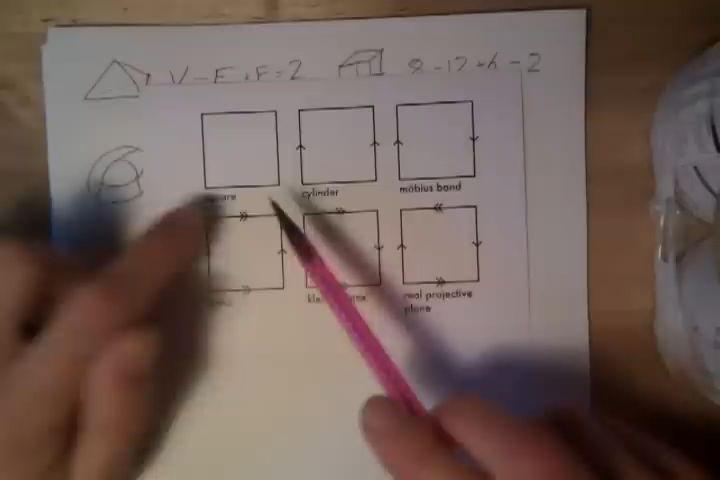 V - E + F = 2
8 - 12 + 6 = 2
cylinder
möbius band
real projective
plane